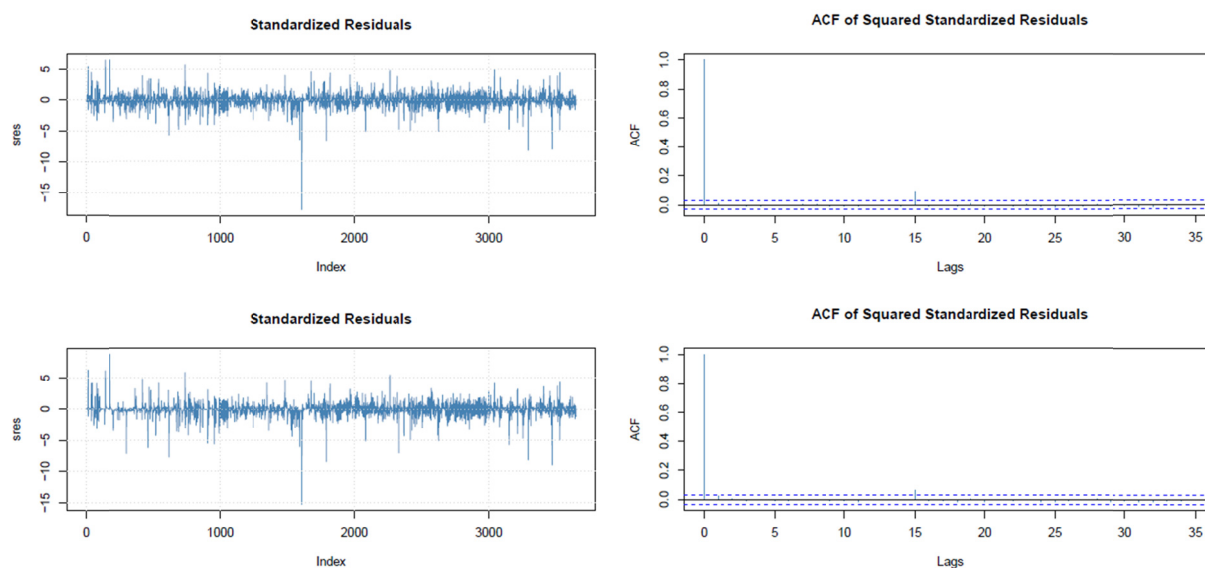 Standardized Residuals
sres
5
0
−5
−10
−15
0 1000 2000 3000
Index
ACF of Squared Standardized Residuals
ACF
1.0
0.8
0.6
0.4
0.2
0.0
0 5 10 15 20 25 30 35
Lags
Standardized Residuals
sres
5
0
−5
−10
−15
0 1000 2000 3000
Index
ACF of Squared Standardized Residuals
ACF
1.0
0.8
0.6
0.4
0.2
0.0
0 5 10 15 20 25 30 35
Lags